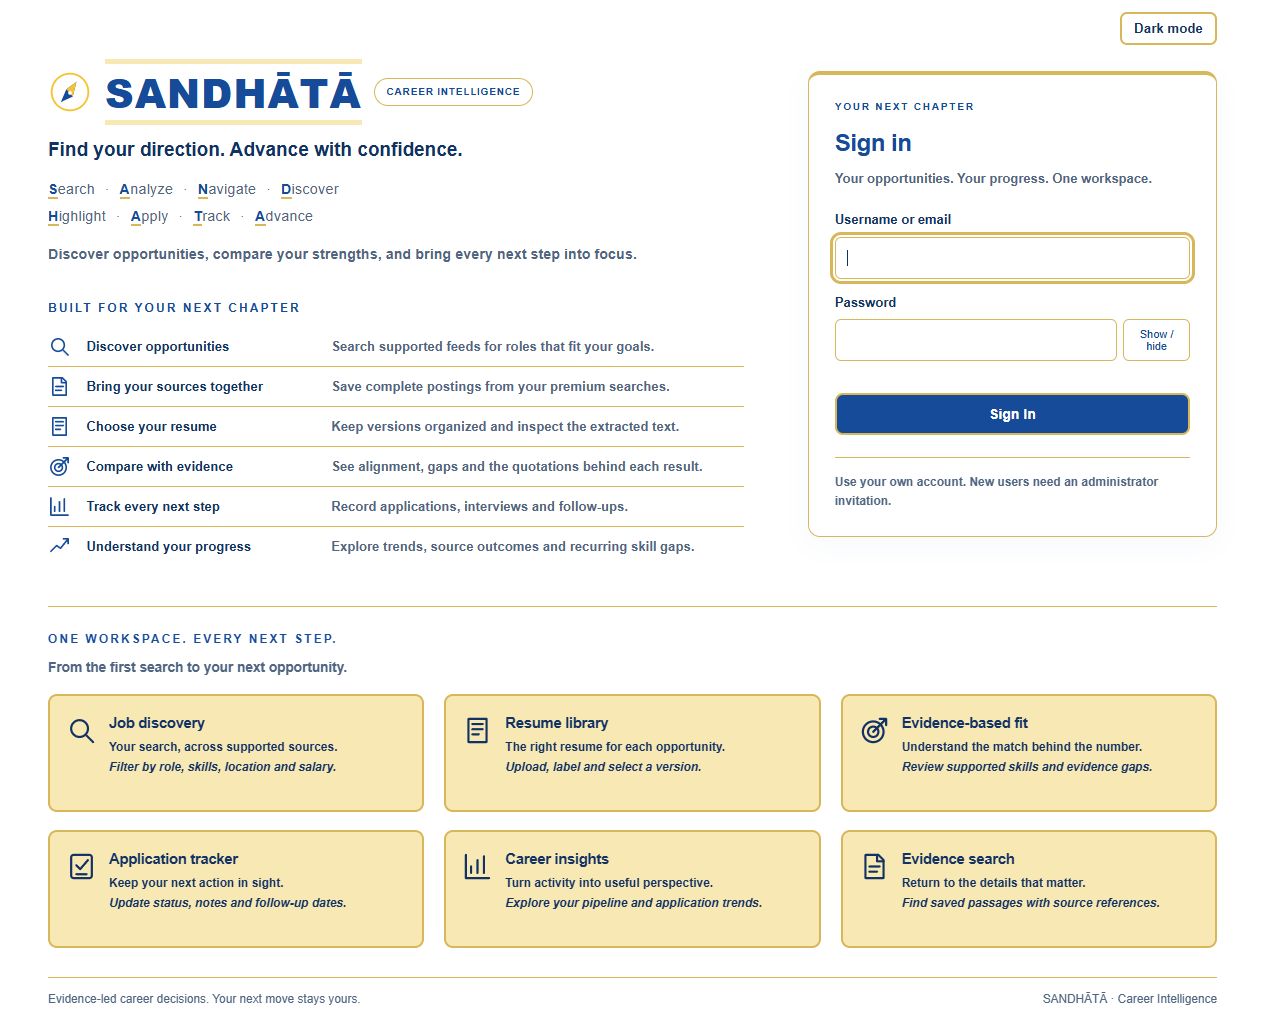 Dark mode
SANDHĀTĀ
CAREER INTELLIGENCE
Find your direction. Advance with confidence.
Search · Analyze · Navigate · Discover
Highlight · Apply · Track · Advance
Discover opportunities, compare your strengths, and bring every next step into focus.
BUILT FOR YOUR NEXT CHAPTER
Discover opportunities Search supported feeds for roles that fit your goals.
Bring your sources together Save complete postings from your premium searches.
Choose your resume Keep versions organized and inspect the extracted text.
Compare with evidence See alignment, gaps and the quotations behind each result.
Track every next step Record applications, interviews and follow-ups.
Understand your progress Explore trends, source outcomes and recurring skill gaps.
YOUR NEXT CHAPTER
Sign in
Your opportunities. Your progress. One workspace.
Username or email
Password
Show /
hide
Sign In
Use your own account. New users need an administrator
invitation.
ONE WORKSPACE. EVERY NEXT STEP.
From the first search to your next opportunity.
Job discovery
Your search, across supported sources.
Filter by role, skills, location and salary.
Resume library
The right resume for each opportunity.
Upload, label and select a version.
Evidence-based fit
Understand the match behind the number.
Review supported skills and evidence gaps.
Application tracker
Keep your next action in sight.
Update status, notes and follow-up dates.
Career insights
Turn activity into useful perspective.
Explore your pipeline and application trends.
Evidence search
Return to the details that matter.
Find saved passages with source references.
Evidence-led career decisions. Your next move stays yours.
SANDHĀTĀ · Career Intelligence